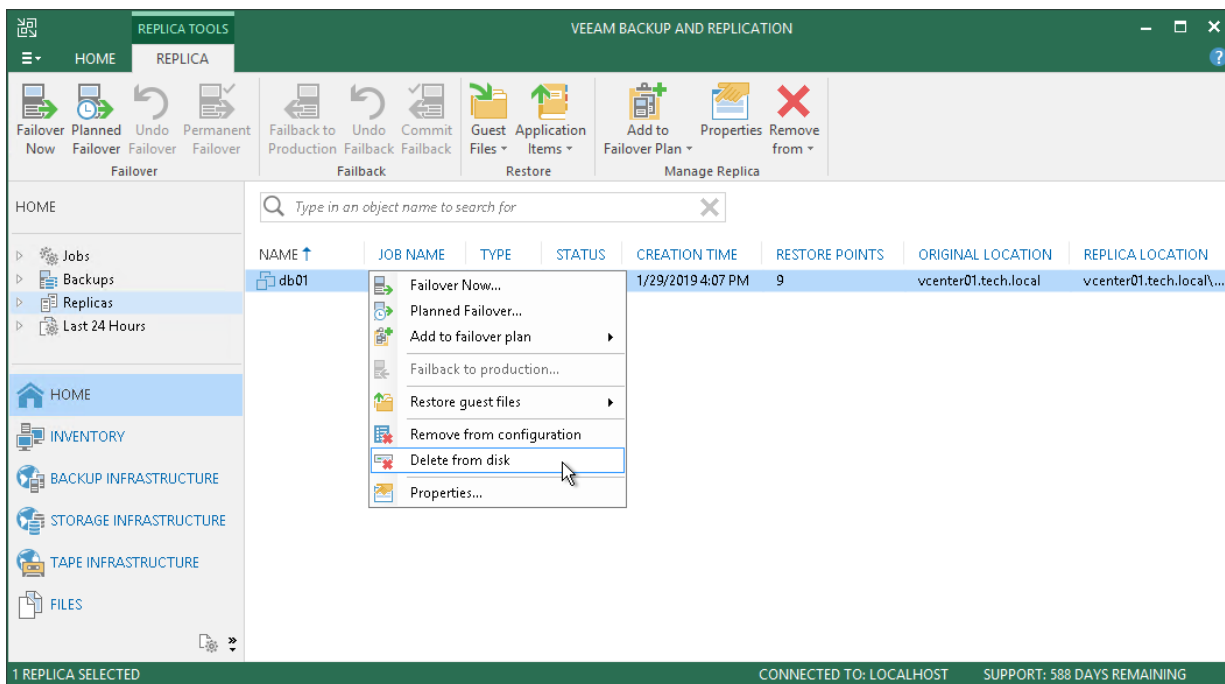 REPLICA TOOLS
VEEAM BACKUP AND REPLICATION
HOME REPLICA
?
Failover Now
Planned Failover
Undo Failover
Permanent Failover
Failover
Failback to Production
Undo Failback
Commit Failback
Failback
Guest Files
Application Items
Restore
Add to Failover Plan
Properties
Remove from
Manage Replica
HOME
Type in an object name to search for
Jobs
Backups
Replicas
Last 24 Hours
HOME
INVENTORY
BACKUP INFRASTRUCTURE
STORAGE INFRASTRUCTURE
TAPE INFRASTRUCTURE
FILES
NAME JOB NAME TYPE STATUS CREATION TIME RESTORE POINTS ORIGINAL LOCATION REPLICA LOCATION
db01 1/29/2019 4:07 PM 9 vcenter01.tech.local vcenter01.tech.local\...
Failover Now...
Planned Failover...
Add to failover plan
Failback to production...
Restore guest files
Remove from configuration
Delete from disk
Properties...
1 REPLICA SELECTED
CONNECTED TO: LOCALHOST
SUPPORT: 588 DAYS REMAINING